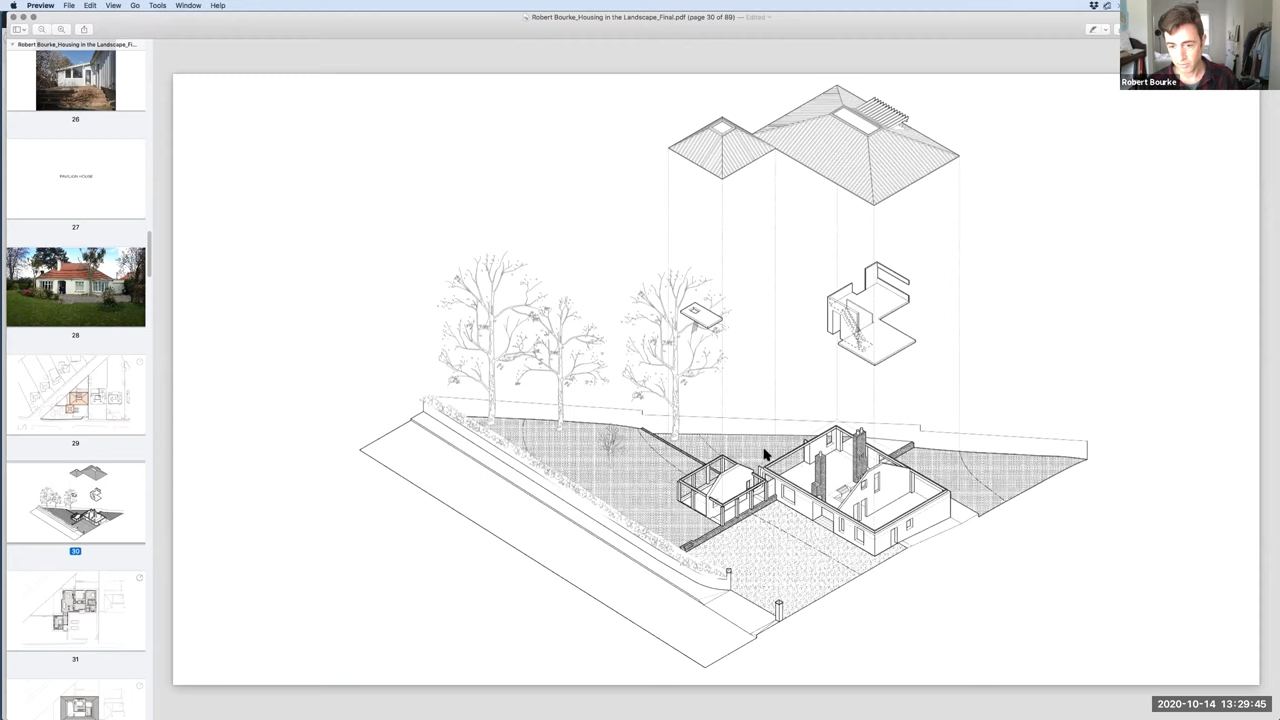 Preview File Edit View Go Tools Window Help
Robert Bourke_Housing in the Landscape_Final.pdf (page 30 of 89) — Edited
Robert Bourke_Housing in the Landscape_Fi...
26
PAVILION HOUSE
27
28
29
30
31
Robert Bourke
2020-10-14 13:29:45